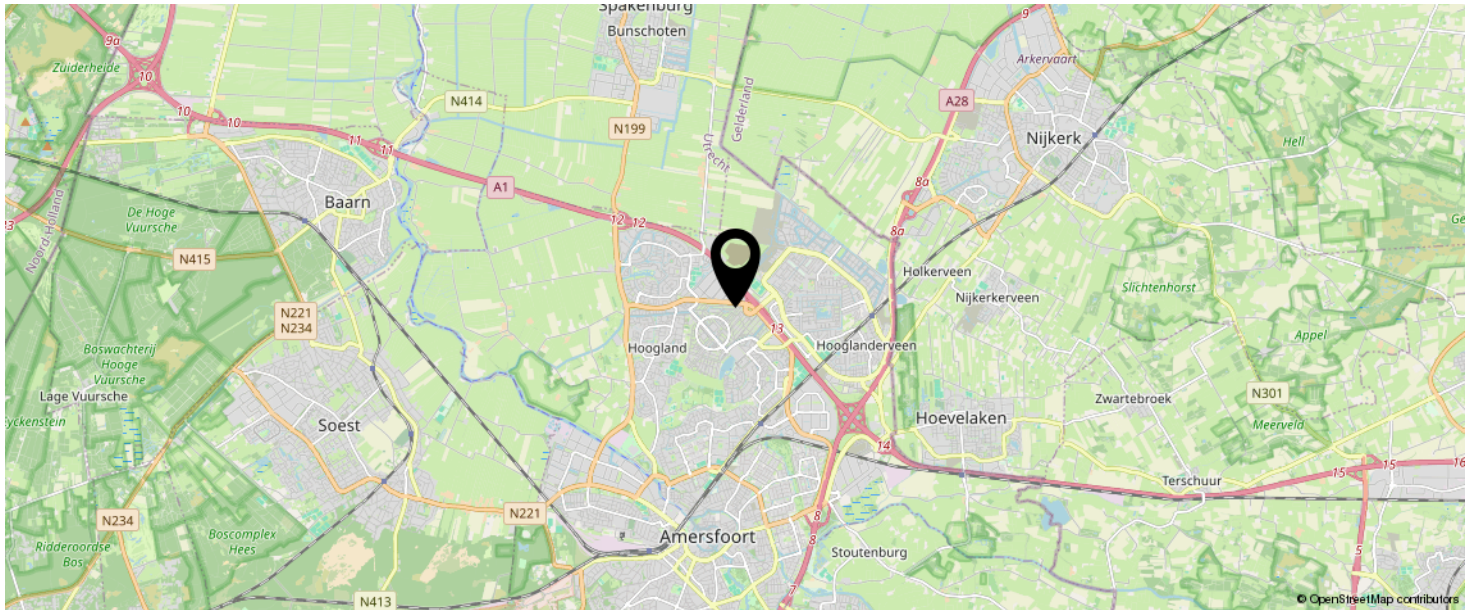 Spakenburg
Bunschoten
9
9a
Zuiderheide
10
Arkervaart
A28
N414
10
10
N199
Gelderland
Utrecht
Nijkerk
Hell
11
11
A1
8a
Baarn
De Hoge
Vuursche
12
12
13
Noord-Holland
N415
8a
Holkerveen
Nijkerkerveen
Slichtenhorst
N221
N234
13
Appel
Hoogland
Hooglanderveen
Boswachterij
Hooge
Vuursche
Lage Vuursche
Zwartebroek
N301
Soest
Hoevelaken
Meerveld
14
15
15
16
Terschuur
N234
N221
8
Boscomplex
Hees
Ridderoordse
Bos
Amersfoort
8
Stoutenburg
5
7
N413
© OpenStreetMap contributors